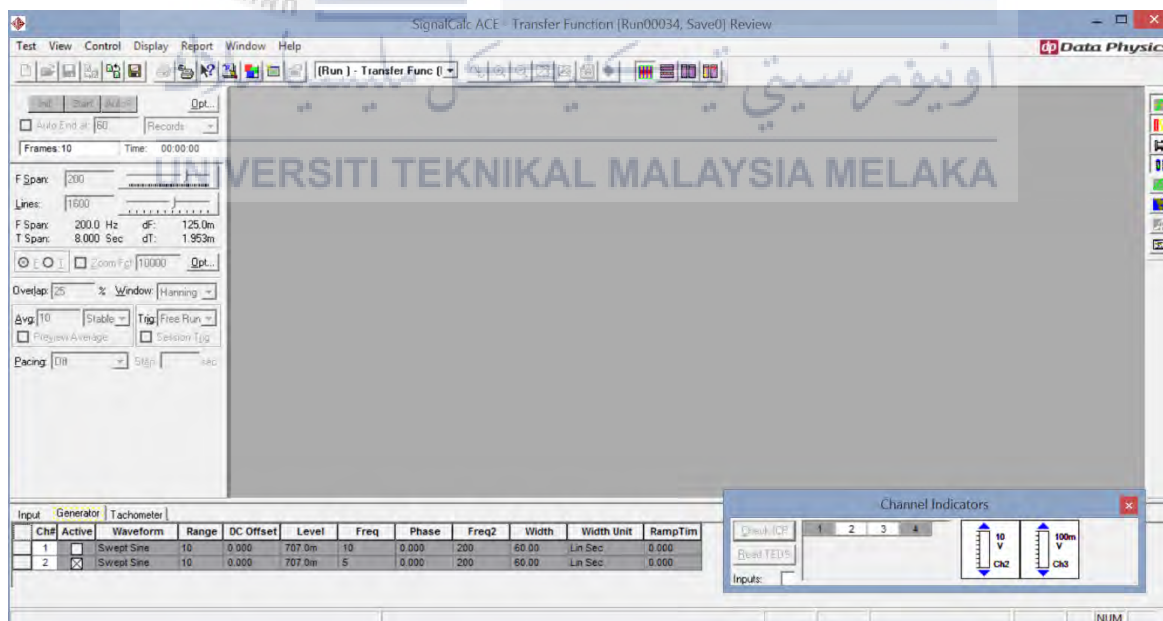 SignalCalc ACE - Transfer Function (Run00034, Save0) Review
Test View Control Display Report Window Help
Data Physic
(Run ) - Transfer Func (
اونيورسيتي تيكنيكل مليسيا ملاك
UNIVERSITI TEKNIKAL MALAYSIA MELAKA
Init Start Opt...
Auto End at: 60 Records
Frames: 10 Time: 00:00:00
F Span: 200
Lines: 1600
F Span: 200.0 Hz dF: 125.0m
T Span: 8.000 Sec dT: 1.953m
F T Zoom Fct 10000 Opt...
Overlap: 25 % Window: Hanning
Avg: 10 Stable Trig: Free Run
Preview Average Session Trig
Pacing: Off Step sec
Input Generator Tachometer
Ch# Active Waveform Range DC Offset Level Freq Phase Freq2 Width Width Unit RampTim
1 Swept Sine 10 0.000 707.0m 10 0.000 200 60.00 Lin Sec 0.000
2 Swept Sine 10 0.000 707.0m 5 0.000 200 60.00 Lin Sec 0.000
Channel Indicators
Check ICP 1 2 3 4
Read TEDS
Inputs:
10 V Ch2
100m V Ch3
NUM